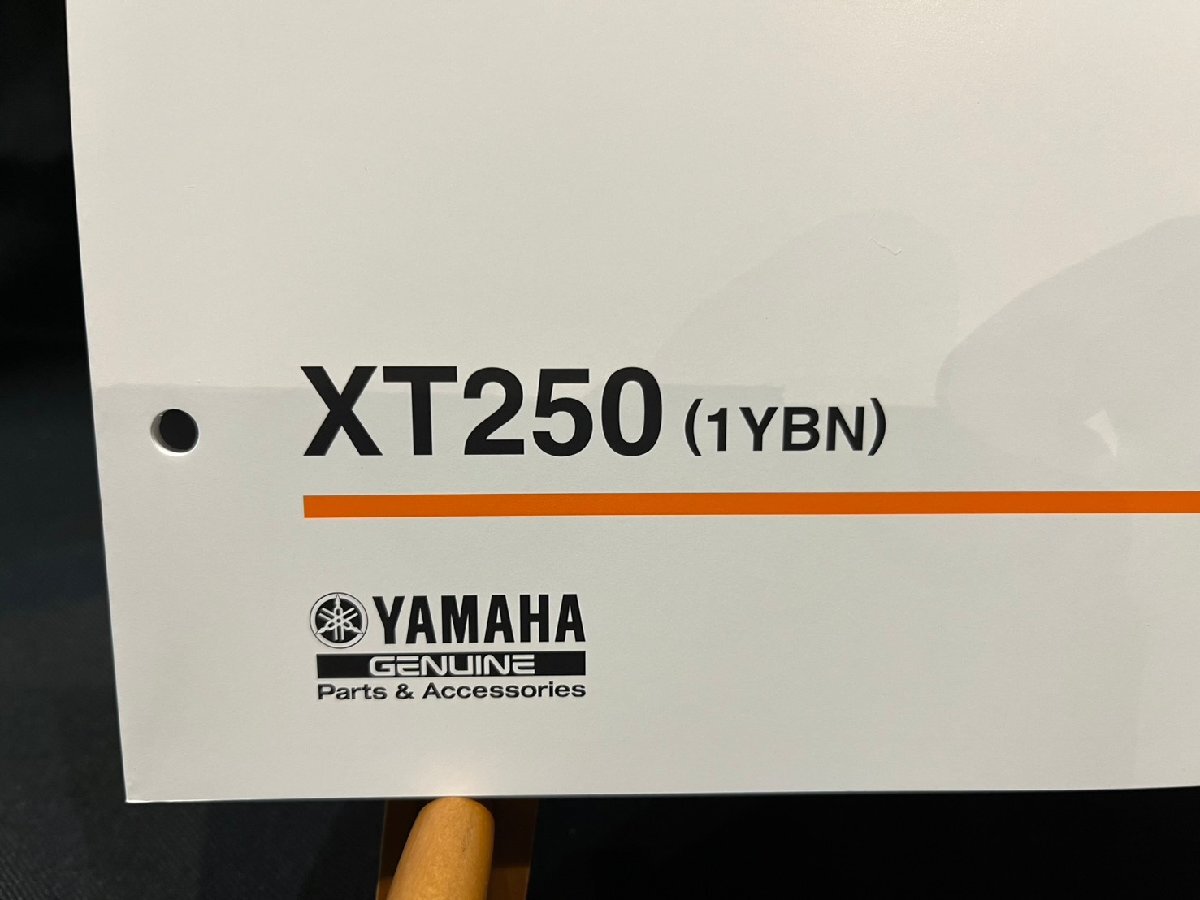 XT250 (1YBN)
YAMAHA
GENUINE
Parts & Accessories